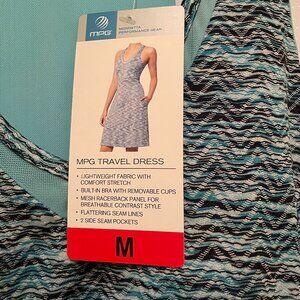 MPG
MONDETTA
PERFORMANCE GEAR
MPG TRAVEL DRESS
• LIGHTWEIGHT FABRIC WITH
COMFORT STRETCH
• BUILT-IN BRA WITH REMOVABLE CUPS
• MESH RACERBACK PANEL FOR
BREATHABLE CONTRAST STYLE
• FLATTERING SEAM LINES
• 2 SIDE SEAM POCKETS
M